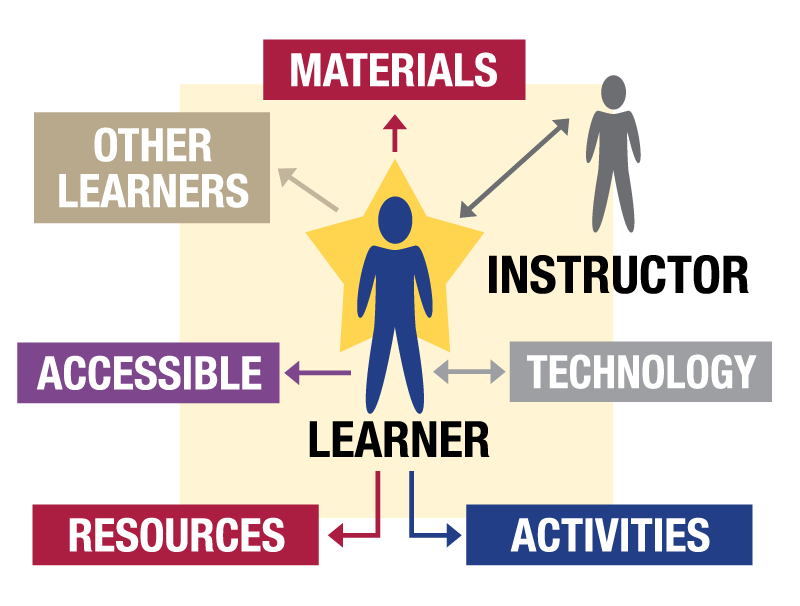 MATERIALS
OTHER
LEARNERS
INSTRUCTOR
ACCESSIBLE
TECHNOLOGY
LEARNER
RESOURCES
ACTIVITIES